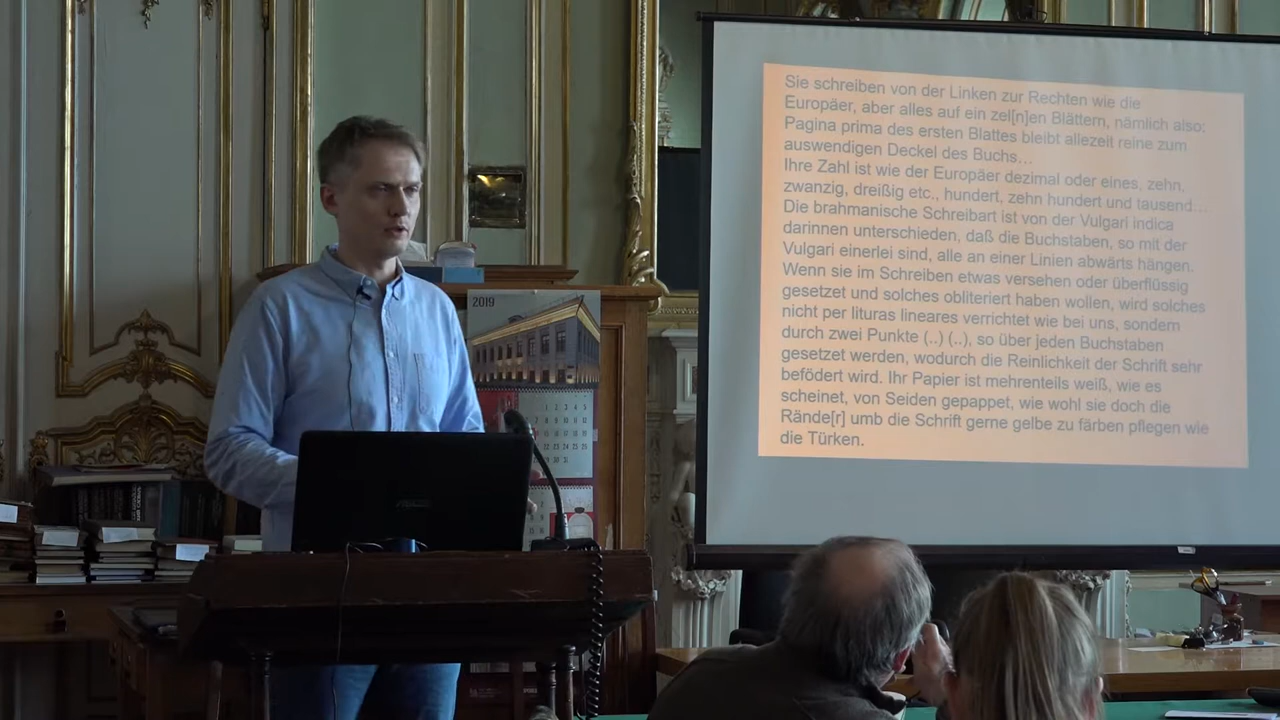 Sie schreiben von der Linken zur Rechten wie die
Europäer, aber alles auf ein zel[n]en Blättern, nämlich also:
Pagina prima des ersten Blattes bleibt allezeit reine zum
auswendigen Deckel des Buchs…
Ihre Zahl ist wie der Europäer dezimal oder eines, zehn,
zwanzig, dreißig etc., hundert, zehn hundert und tausend…
Die brahmanische Schreibart ist von der Vulgari indica
darinnen unterschieden, daß die Buchstaben, so mit der
Vulgari einerlei sind, alle an einer Linien abwärts hängen.
Wenn sie im Schreiben etwas versehen oder überflüssig
gesetzet und solches obliteriert haben wollen, wird solches
nicht per lituras lineares verrichtet wie bei uns, sondern
durch zwei Punkte (..) (..), so über jeden Buchstaben
gesetzet werden, wodurch die Reinlichkeit der Schrift sehr
befödert wird. Ihr Papier ist mehrenteils weiß, wie es
scheinet, von Seiden gepappet, wie wohl sie doch die
Rände[r] umb die Schrift gerne gelbe zu färben pflegen wie
die Türken.
2019